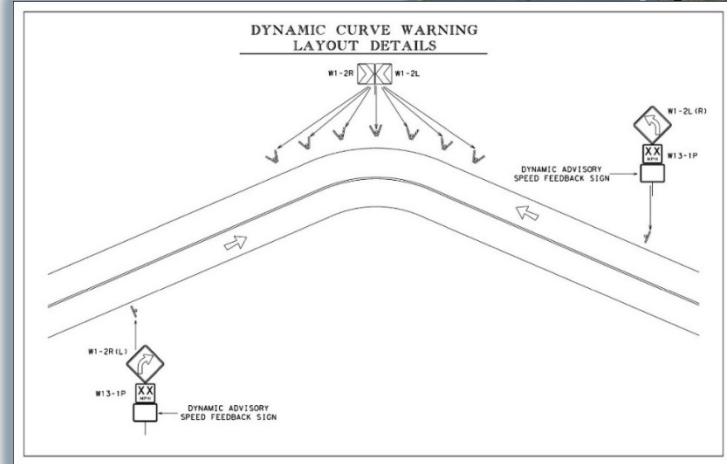 DYNAMIC CURVE WARNING
LAYOUT DETAILS
W1-2R
W1-2L
W1-2L(R)
XX
MPH
W13-1P
DYNAMIC ADVISORY
SPEED FEEDBACK SIGN
W1-2R(L)
W13-1P
XX
MPH
DYNAMIC ADVISORY
SPEED FEEDBACK SIGN